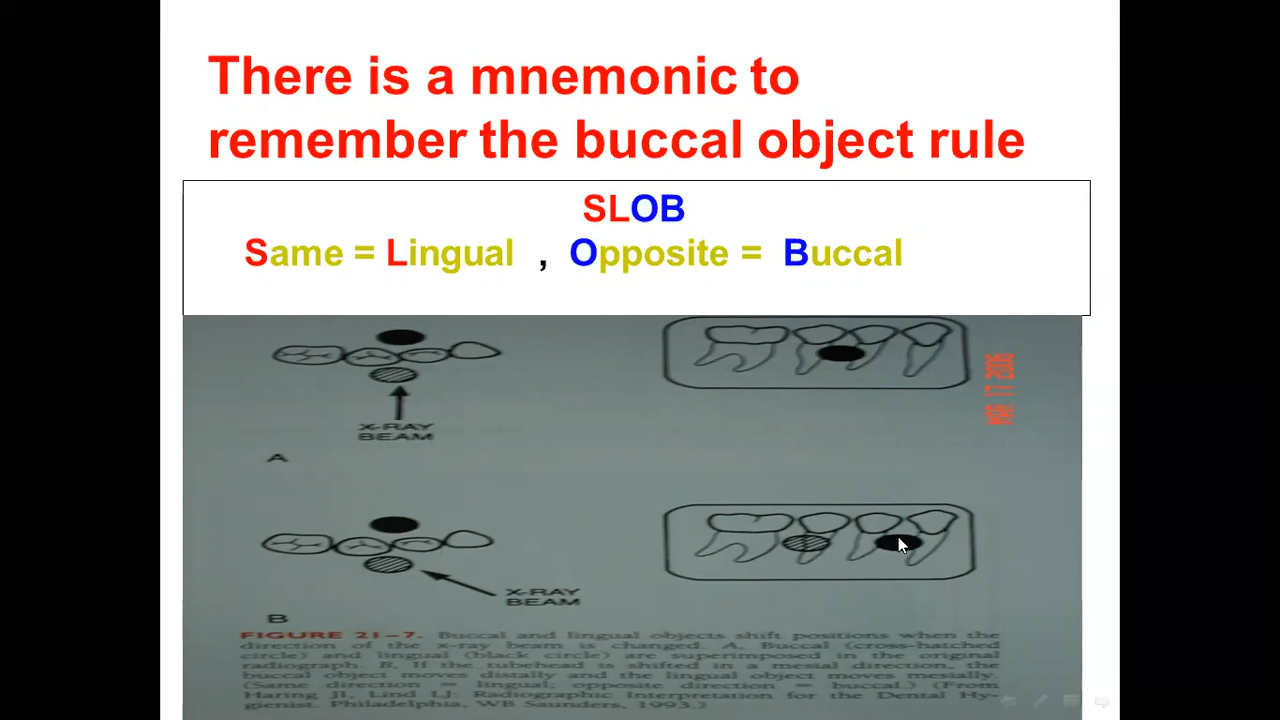 There is a mnemonic to
remember the buccal object rule
SLOB
Same = Lingual , Opposite = Buccal
MAR 17 2006
X-RAY
BEAM
A
X-RAY
BEAM
B
FIGURE 21–7. Buccal and lingual objects shift positions when the
direction of the x-ray beam is changed. A, Buccal (cross-hatched
circle) and lingual (black circle) are superimposed in the original
radiograph. B, If the tubehead is shifted in a mesial direction, the
buccal object moves distally and the lingual object moves mesially.
(Same direction = lingual; opposite direction = buccal.) (From
Haring JI, Lind LJ: Radiographic Interpretation for the Dental Hy-
gienist. Philadelphia, WB Saunders, 1993.)